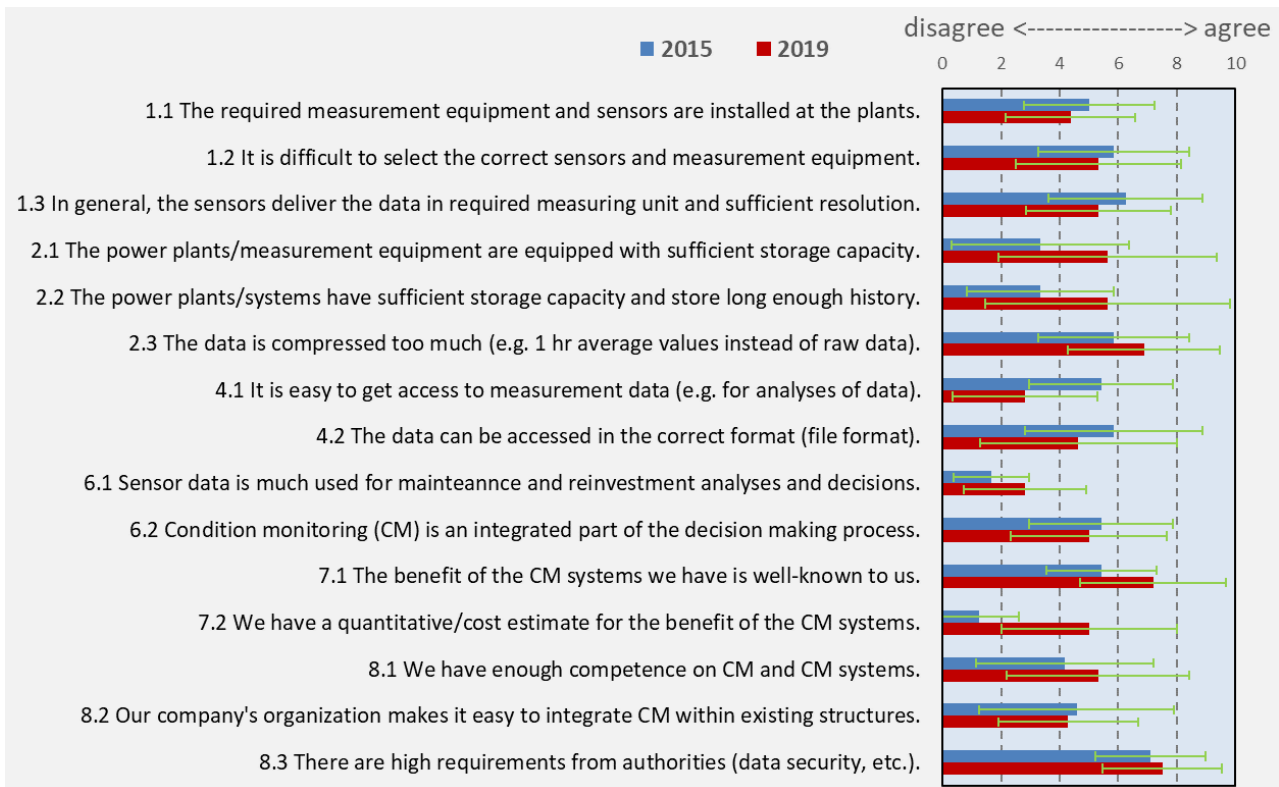 disagree <-----------------> agree
2015 2019
0 2 4 6 8 10
1.1 The required measurement equipment and sensors are installed at the plants.
1.2 It is difficult to select the correct sensors and measurement equipment.
1.3 In general, the sensors deliver the data in required measuring unit and sufficient resolution.
2.1 The power plants/measurement equipment are equipped with sufficient storage capacity.
2.2 The power plants/systems have sufficient storage capacity and store long enough history.
2.3 The data is compressed too much (e.g. 1 hr average values instead of raw data).
4.1 It is easy to get access to measurement data (e.g. for analyses of data).
4.2 The data can be accessed in the correct format (file format).
6.1 Sensor data is much used for mainteannce and reinvestment analyses and decisions.
6.2 Condition monitoring (CM) is an integrated part of the decision making process.
7.1 The benefit of the CM systems we have is well-known to us.
7.2 We have a quantitative/cost estimate for the benefit of the CM systems.
8.1 We have enough competence on CM and CM systems.
8.2 Our company's organization makes it easy to integrate CM within existing structures.
8.3 There are high requirements from authorities (data security, etc.).